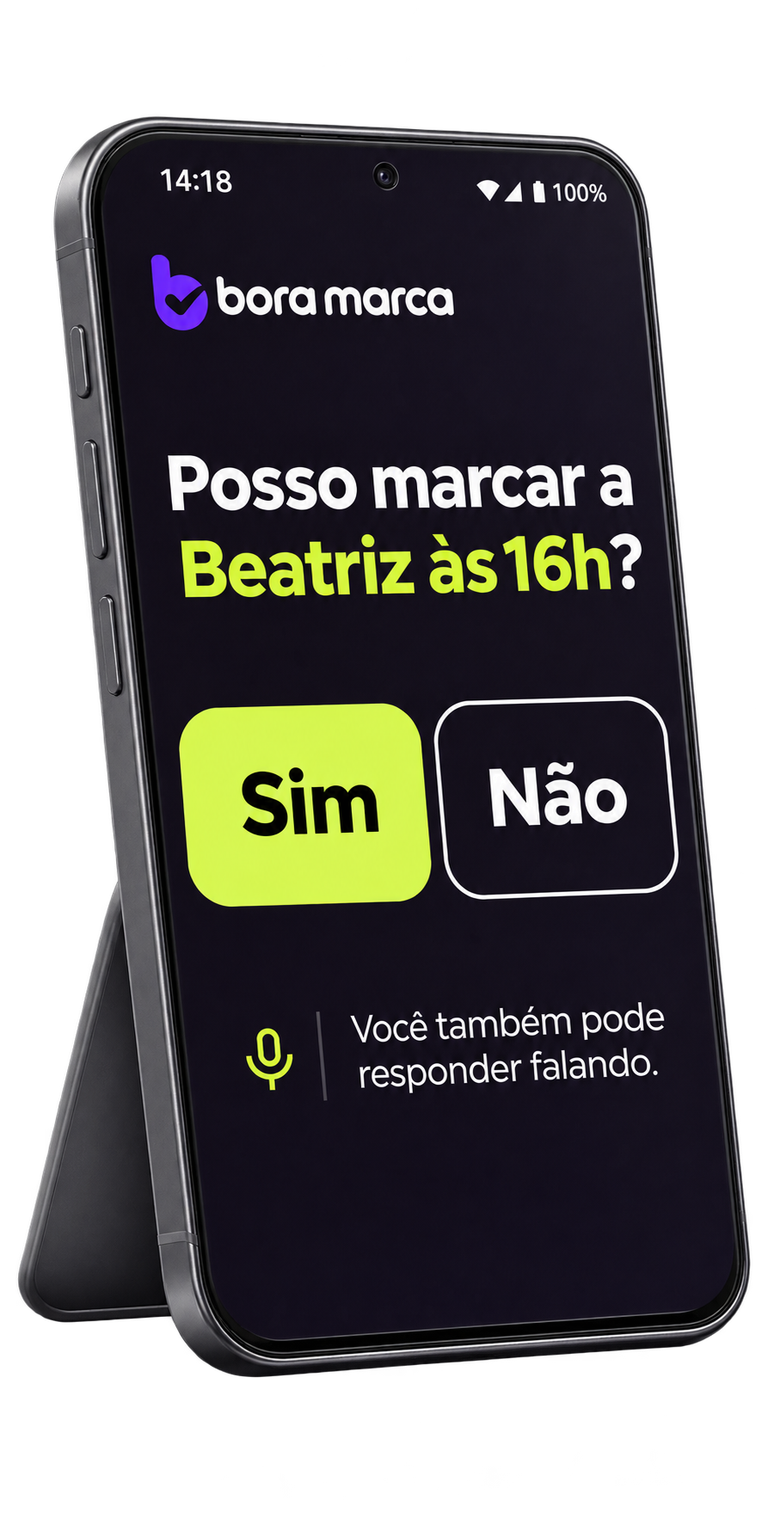 14:18
100%
bora marca
Posso marcar a
Beatriz às 16h?
Sim
Não
Você também pode
responder falando.